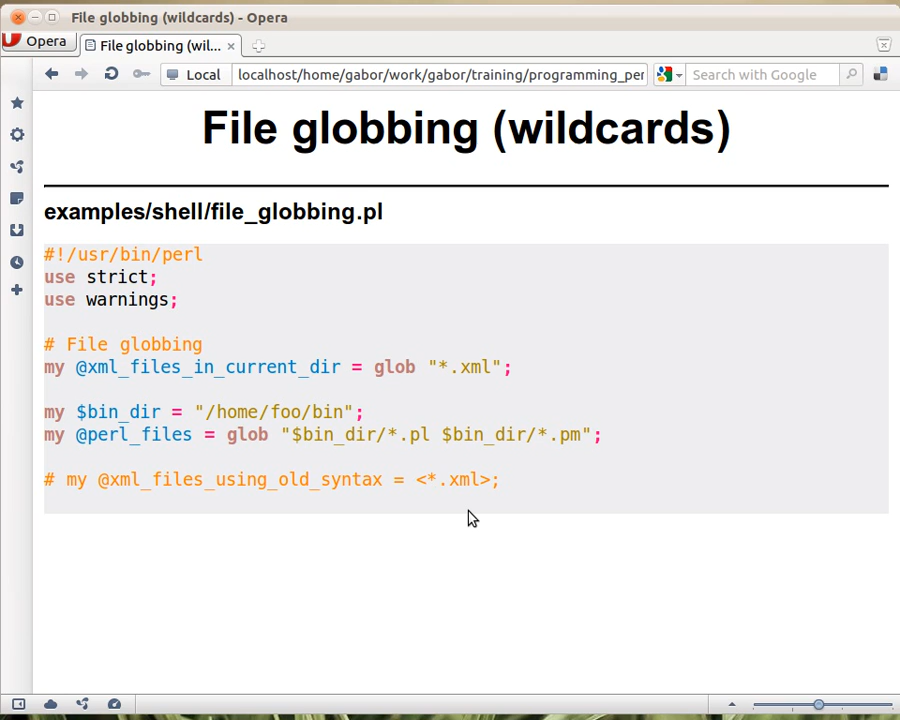 File globbing (wildcards) - Opera
Opera
File globbing (wil...
Local
localhost/home/gabor/work/gabor/training/programming_per
Search with Google
File globbing (wildcards)
examples/shell/file_globbing.pl
#!/usr/bin/perl
use strict;
use warnings;
# File globbing
my @xml_files_in_current_dir = glob "*.xml";
my $bin_dir = "/home/foo/bin";
my @perl_files = glob "$bin_dir/*.pl $bin_dir/*.pm";
# my @xml_files_using_old_syntax = <*.xml>;